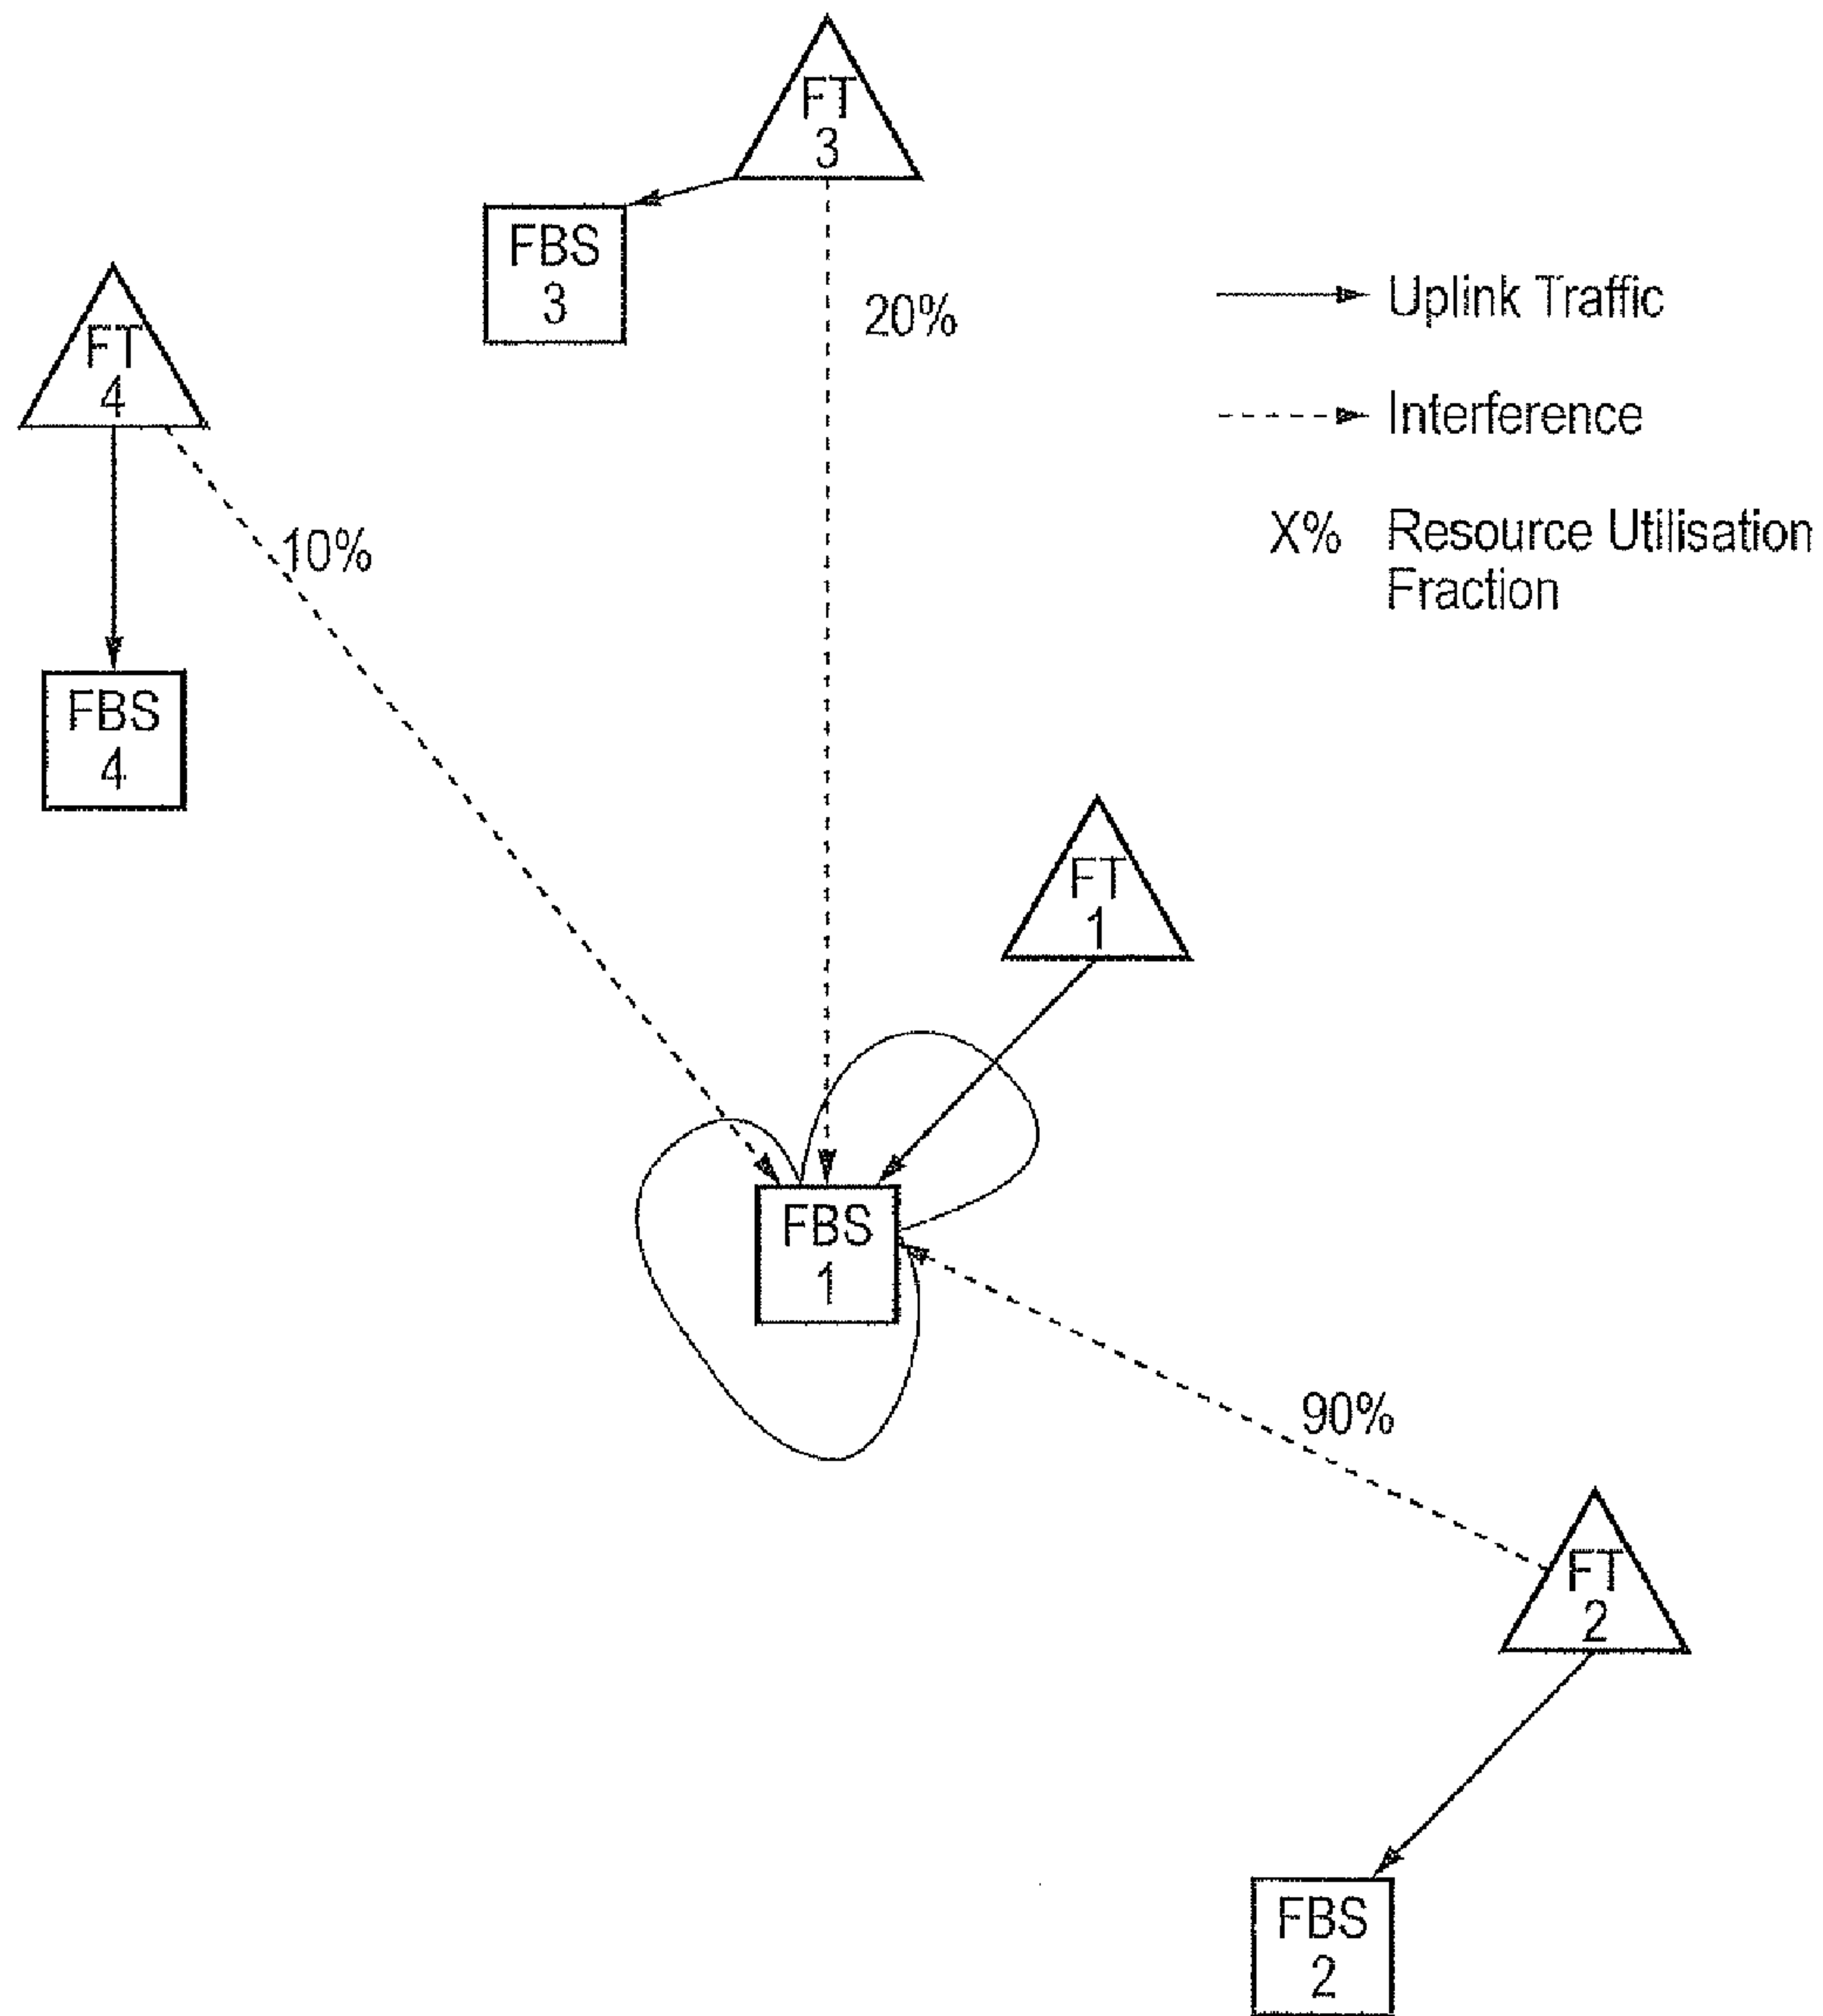 FT
3
FBS
3
FT
4
20%
Uplink Traffic
Interference
X% Resource Utilisation
Fraction
10%
FBS
4
FT
1
FBS
1
90%
FT
2
FBS
2